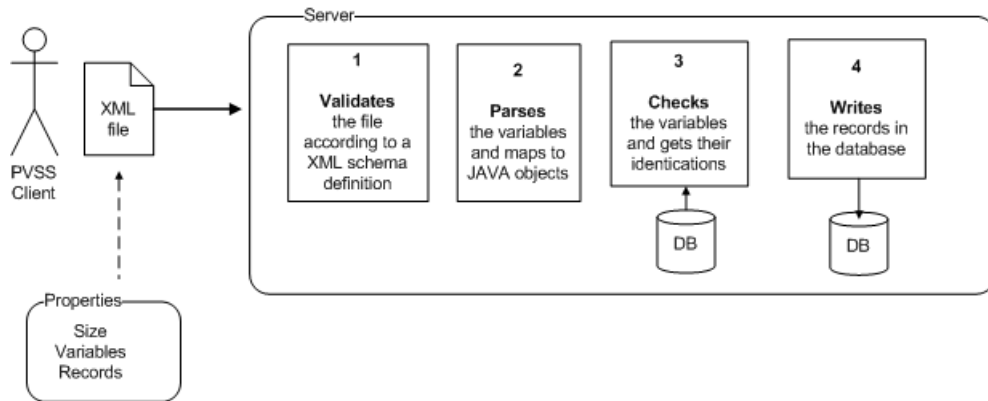 Server
PVSS
Client
XML
file
1
Validates
the file
according to a
XML schema
definition
2
Parses
the variables
and maps to
JAVA objects
3
Checks
the variables
and gets their
identications
4
Writes
the records in
the database
DB
DB
Properties
Size
Variables
Records